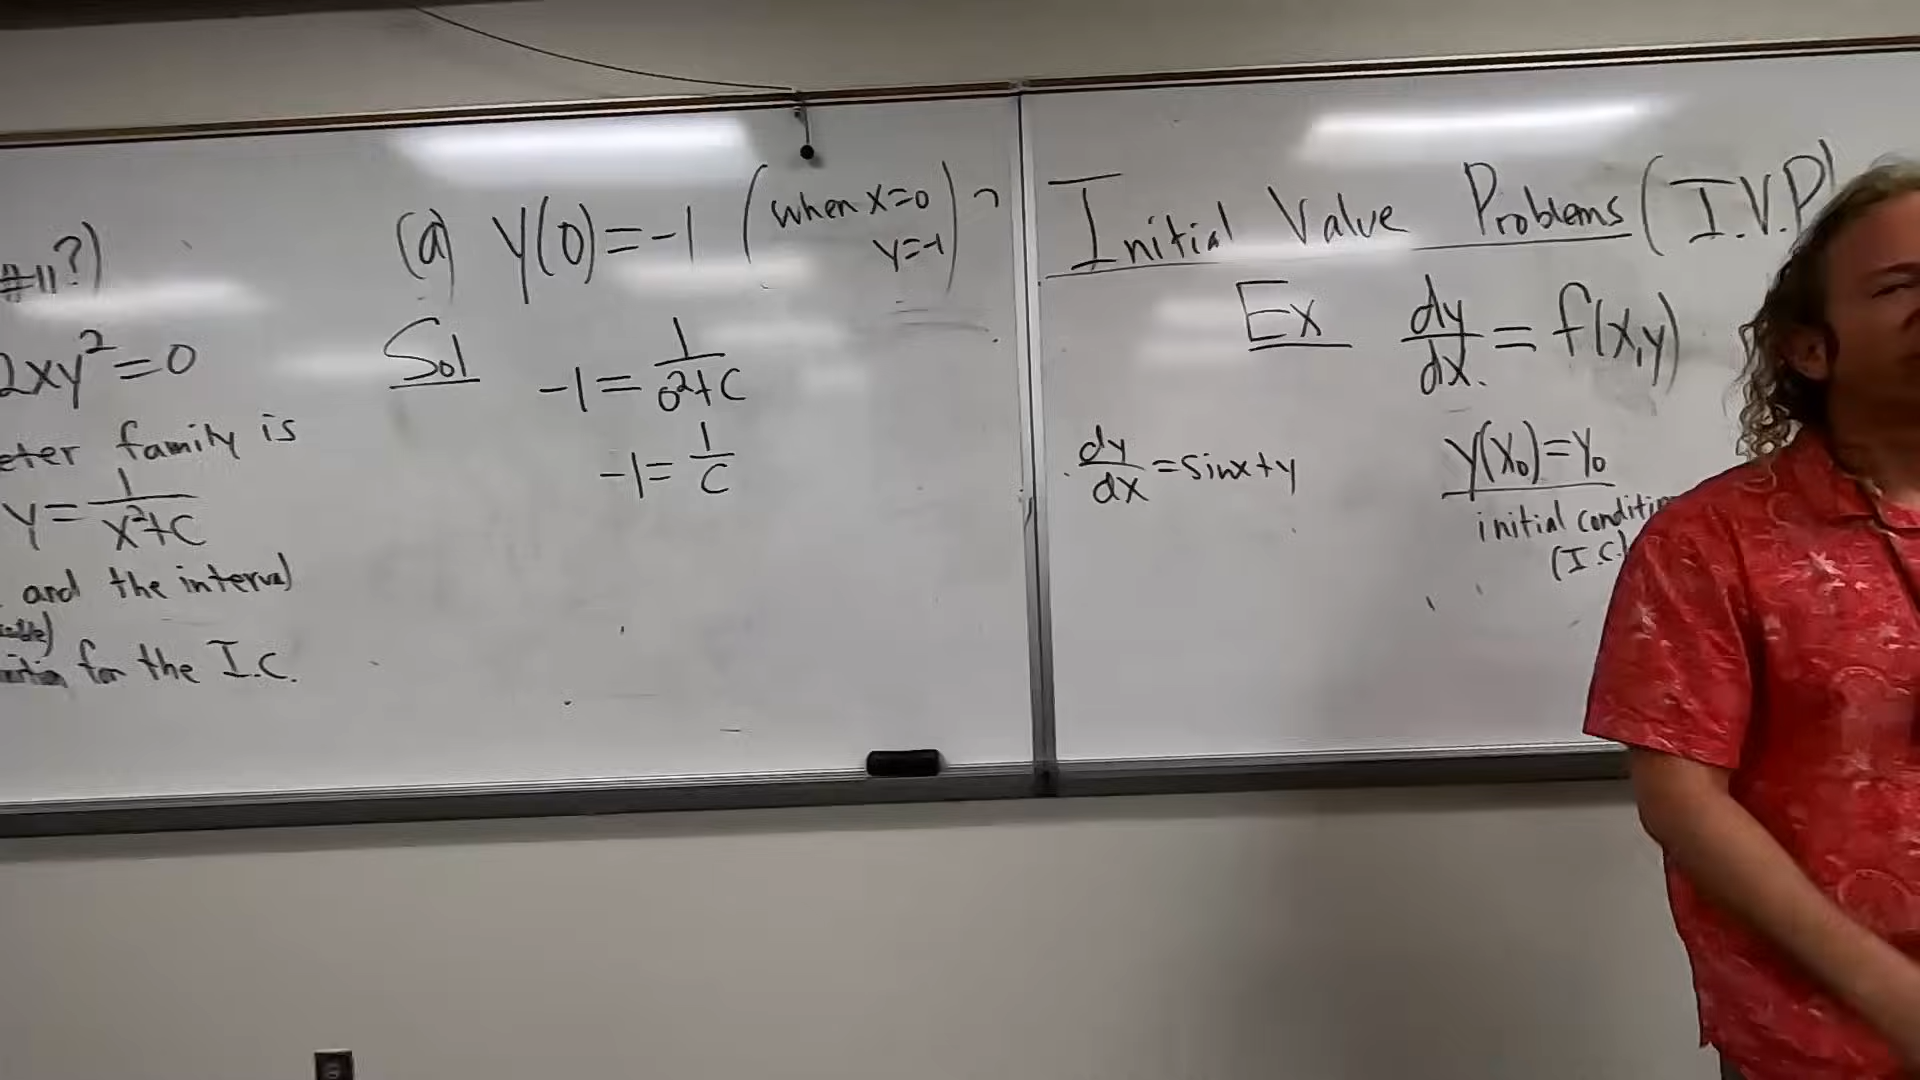 #11?)
2xy²=0
eter family is
y=1/(x²+C)
and the interval
for the I.C.
(a) y(0)=-1 (when x=0
y=-1)
Sol
-1=1/(0²+C)
-1=1/C
Initial Value Problems (I.V.P)
Ex dy/dx=f(x,y)
dy/dx=sinx+y
y(x₀)=y₀
initial conditi
(I.C)